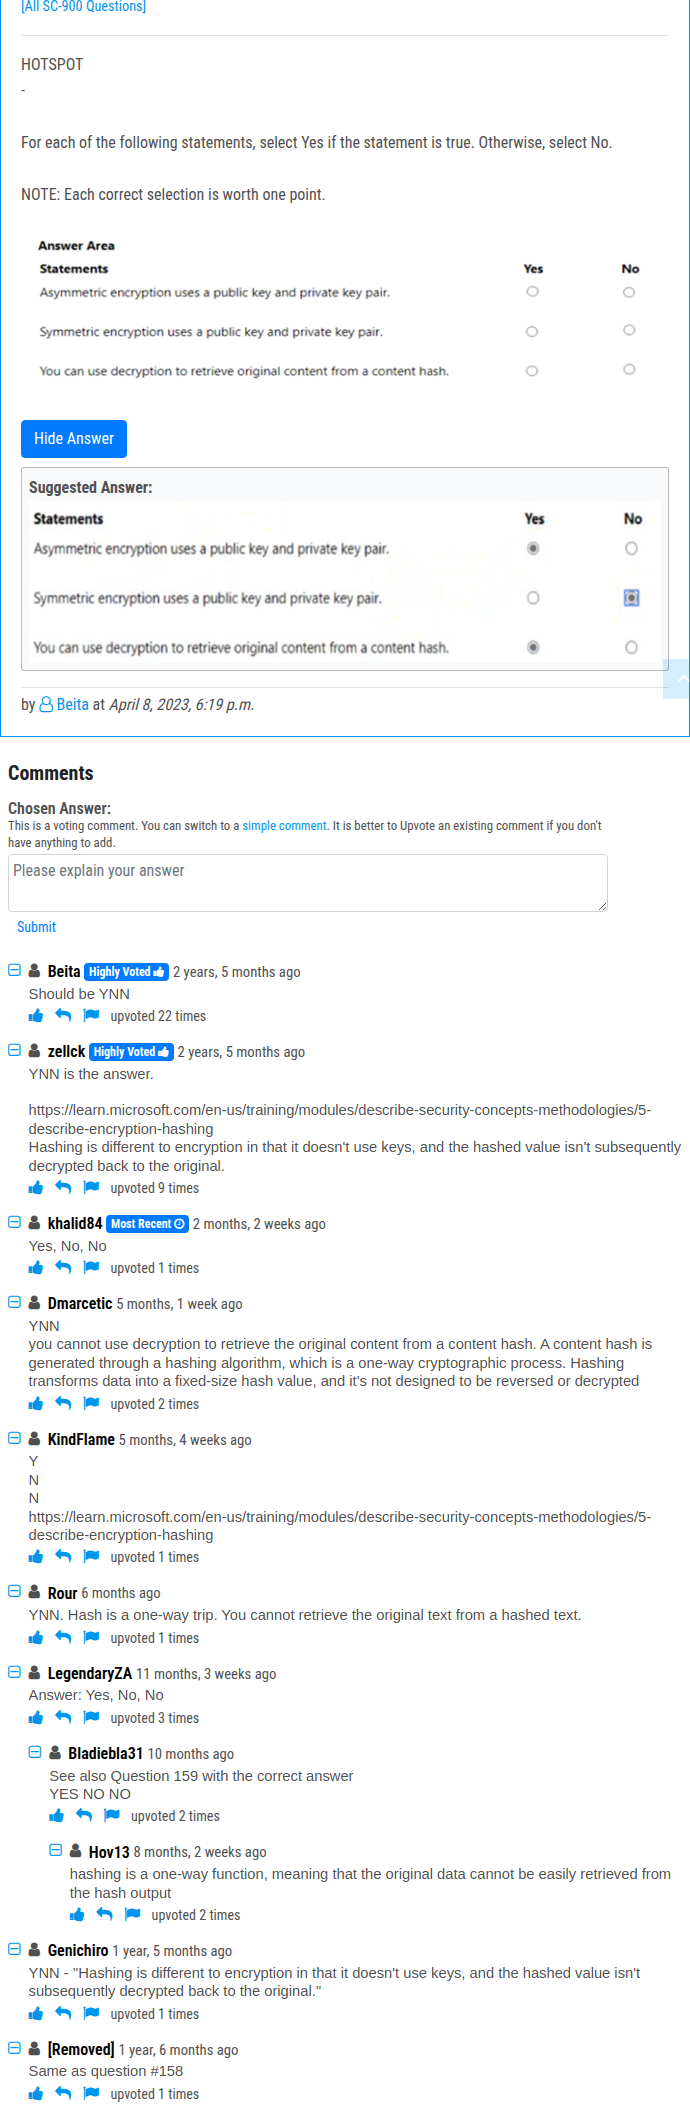 [All SC-900 Questions]
HOTSPOT
-
For each of the following statements, select Yes if the statement is true. Otherwise, select No.
NOTE: Each correct selection is worth one point.
Answer Area
Statements Yes No
Asymmetric encryption uses a public key and private key pair.
Symmetric encryption uses a public key and private key pair.
You can use decryption to retrieve original content from a content hash.
Hide Answer
Suggested Answer:
Statements Yes No
Asymmetric encryption uses a public key and private key pair.
Symmetric encryption uses a public key and private key pair.
You can use decryption to retrieve original content from a content hash.
by Beita at April 8, 2023, 6:19 p.m.
Comments
Chosen Answer:
This is a voting comment. You can switch to a simple comment. It is better to Upvote an existing comment if you don't
have anything to add.
Please explain your answer
Submit
Beita Highly Voted 2 years, 5 months ago
Should be YNN
upvoted 22 times
zellck Highly Voted 2 years, 5 months ago
YNN is the answer.
https://learn.microsoft.com/en-us/training/modules/describe-security-concepts-methodologies/5-
describe-encryption-hashing
Hashing is different to encryption in that it doesn't use keys, and the hashed value isn't subsequently
decrypted back to the original.
upvoted 9 times
khalid84 Most Recent 2 months, 2 weeks ago
Yes, No, No
upvoted 1 times
Dmarcetic 5 months, 1 week ago
YNN
you cannot use decryption to retrieve the original content from a content hash. A content hash is
generated through a hashing algorithm, which is a one-way cryptographic process. Hashing
transforms data into a fixed-size hash value, and it's not designed to be reversed or decrypted
upvoted 2 times
KindFlame 5 months, 4 weeks ago
Y
N
N
https://learn.microsoft.com/en-us/training/modules/describe-security-concepts-methodologies/5-
describe-encryption-hashing
upvoted 1 times
Rour 6 months ago
YNN. Hash is a one-way trip. You cannot retrieve the original text from a hashed text.
upvoted 1 times
LegendaryZA 11 months, 3 weeks ago
Answer: Yes, No, No
upvoted 3 times
Bladiebla31 10 months ago
See also Question 159 with the correct answer
YES NO NO
upvoted 2 times
Hov13 8 months, 2 weeks ago
hashing is a one-way function, meaning that the original data cannot be easily retrieved from
the hash output
upvoted 2 times
Genichiro 1 year, 5 months ago
YNN - "Hashing is different to encryption in that it doesn't use keys, and the hashed value isn't
subsequently decrypted back to the original."
upvoted 1 times
[Removed] 1 year, 6 months ago
Same as question #158
upvoted 1 times